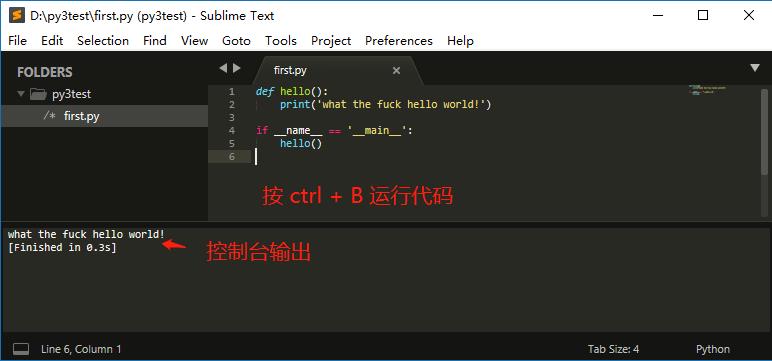 D:\py3test\first.py (py3test) - Sublime Text
File Edit Selection Find View Goto Tools Project Preferences Help
FOLDERS
py3test
/* first.py
first.py
1 def hello():
2     print('what the fuck hello world!')
3
4 if __name__ == '__main__':
5     hello()
6
按 ctrl + B 运行代码
what the fuck hello world!
[Finished in 0.3s]
控制台输出
Line 6, Column 1
Tab Size: 4
Python